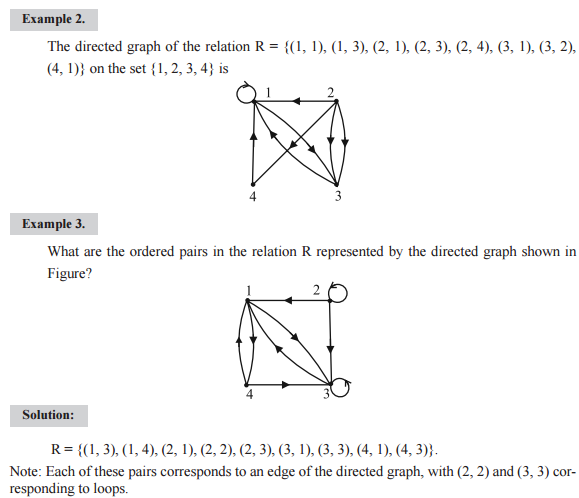 Example 2.
The directed graph of the relation R = {(1, 1), (1, 3), (2, 1), (2, 3), (2, 4), (3, 1), (3, 2),
(4, 1)} on the set {1, 2, 3, 4} is
1 2
4 3
Example 3.
What are the ordered pairs in the relation R represented by the directed graph shown in
Figure?
1 2
4 3
Solution:
R = {(1, 3), (1, 4), (2, 1), (2, 2), (2, 3), (3, 1), (3, 3), (4, 1), (4, 3)}.
Note: Each of these pairs corresponds to an edge of the directed graph, with (2, 2) and (3, 3) cor-
responding to loops.